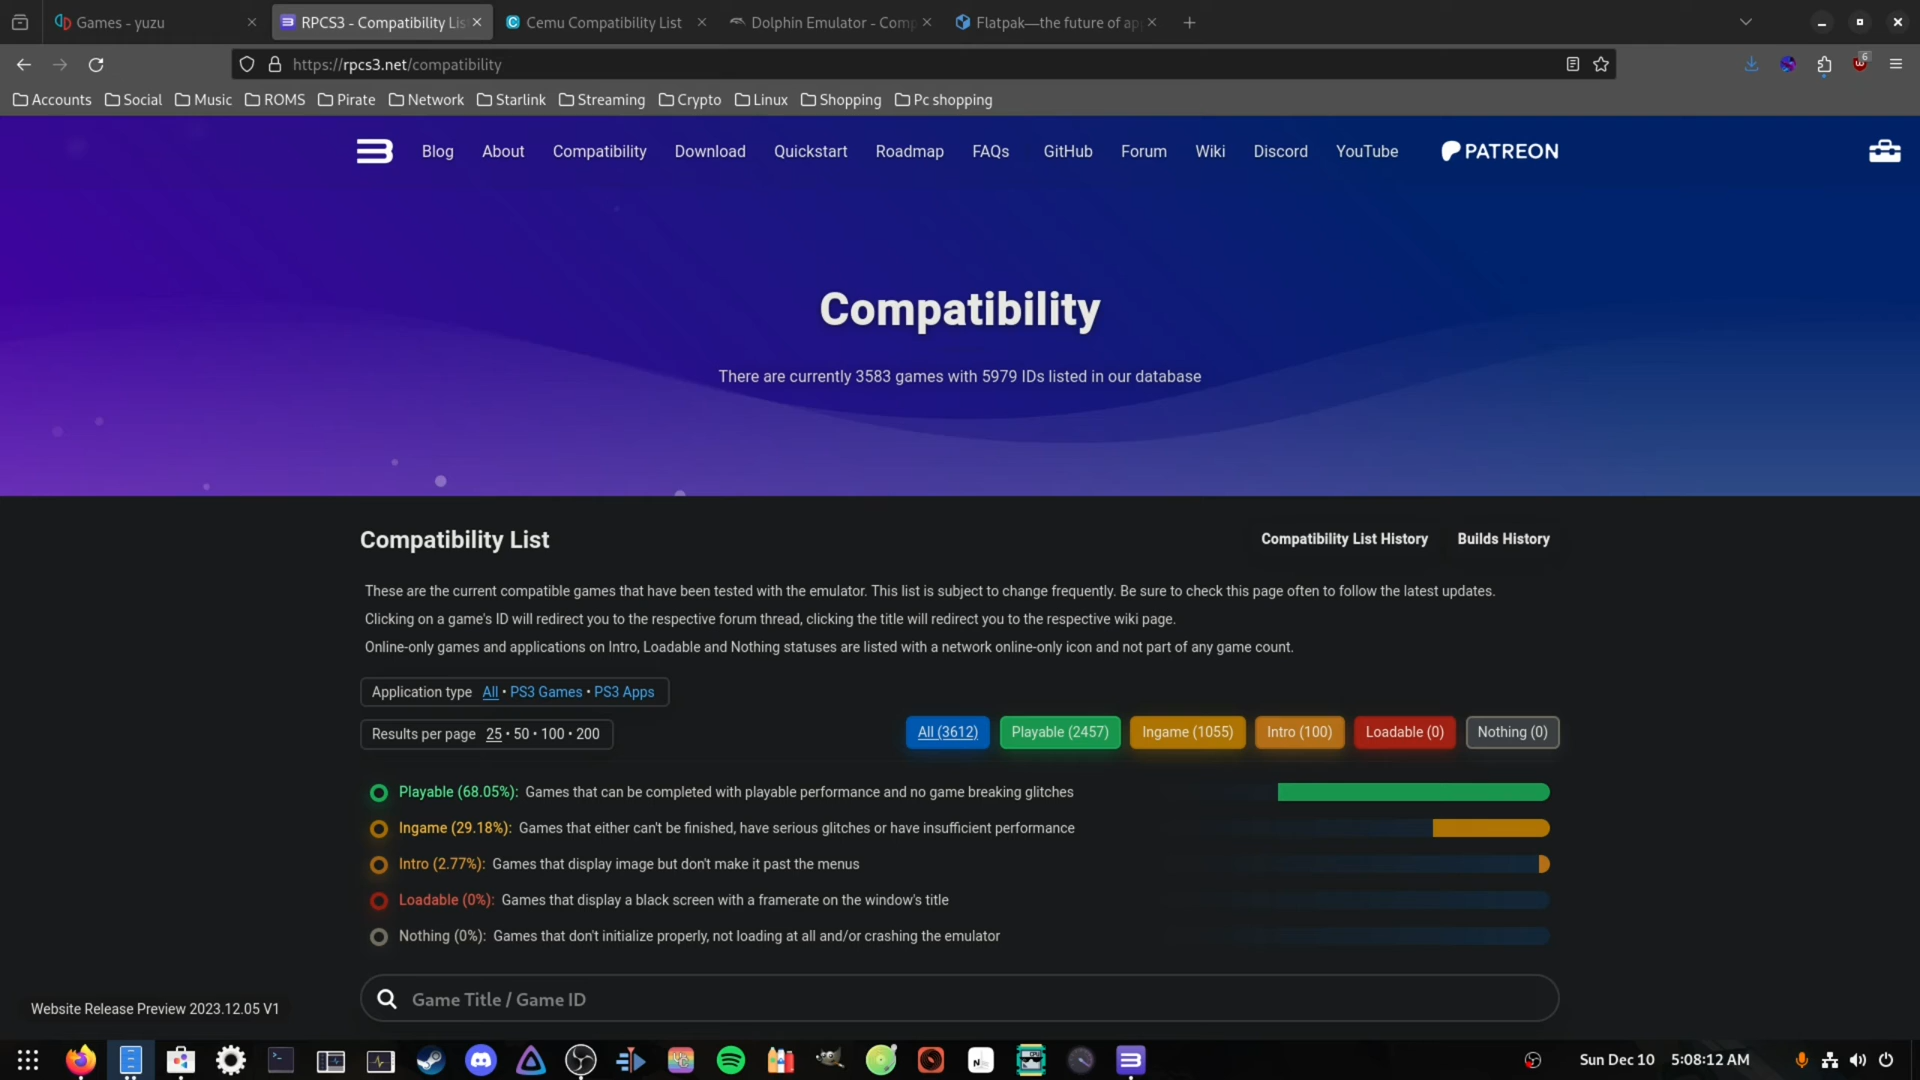 Games - yuzu
RPCS3 - Compatibility Lis
Cemu Compatibility List
Dolphin Emulator - Comp
Flatpak—the future of ap
https://rpcs3.net/compatibility
6
Accounts
Social
Music
ROMS
Pirate
Network
Starlink
Streaming
Crypto
Linux
Shopping
Pc shopping
Blog
About
Compatibility
Download
Quickstart
Roadmap
FAQs
GitHub
Forum
Wiki
Discord
YouTube
PATREON
Compatibility
There are currently 3583 games with 5979 IDs listed in our database
Compatibility List
Compatibility List History
Builds History
These are the current compatible games that have been tested with the emulator. This list is subject to change frequently. Be sure to check this page often to follow the latest updates.
Clicking on a game's ID will redirect you to the respective forum thread, clicking the title will redirect you to the respective wiki page.
Online-only games and applications on Intro, Loadable and Nothing statuses are listed with a network online-only icon and not part of any game count.
Application type All • PS3 Games • PS3 Apps
Results per page 25 • 50 • 100 • 200
All (3612)
Playable (2457)
Ingame (1055)
Intro (100)
Loadable (0)
Nothing (0)
Playable (68.05%): Games that can be completed with playable performance and no game breaking glitches
Ingame (29.18%): Games that either can't be finished, have serious glitches or have insufficient performance
Intro (2.77%): Games that display image but don't make it past the menus
Loadable (0%): Games that display a black screen with a framerate on the window's title
Nothing (0%): Games that don't initialize properly, not loading at all and/or crashing the emulator
Game Title / Game ID
Website Release Preview 2023.12.05 V1
Sun Dec 10 5:08:12 AM